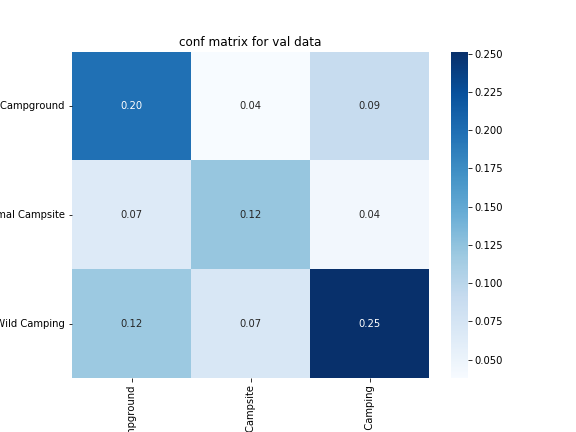 conf matrix for val data
Campground
0.20 0.04 0.09
mal Campsite
0.07 0.12 0.04
Wild Camping
0.12 0.07 0.25
mpground
Campsite
Camping
0.250
0.225
0.200
0.175
0.150
0.125
0.100
0.075
0.050